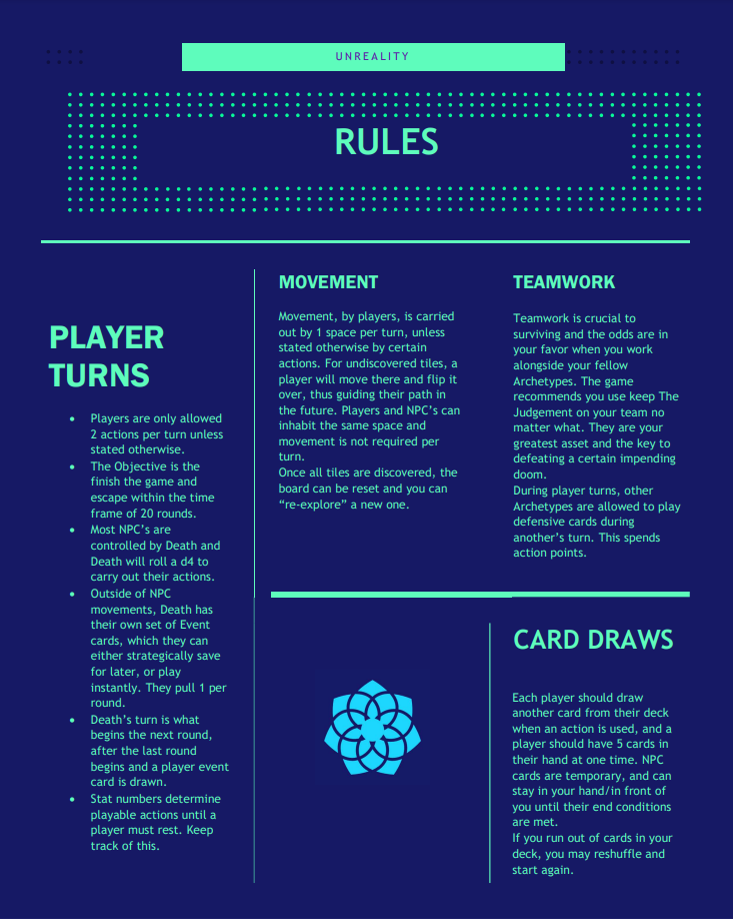 UNREALITY
RULES
PLAYER
TURNS
• Players are only allowed
2 actions per turn unless
stated otherwise.
• The Objective is the
finish the game and
escape within the time
frame of 20 rounds.
• Most NPC’s are
controlled by Death and
Death will roll a d4 to
carry out their actions.
• Outside of NPC
movements, Death has
their own set of Event
cards, which they can
either strategically save
for later, or play
instantly. They pull 1 per
round.
• Death’s turn is what
begins the next round,
after the last round
begins and a player event
card is drawn.
• Stat numbers determine
playable actions until a
player must rest. Keep
track of this.
MOVEMENT
Movement, by players, is carried
out by 1 space per turn, unless
stated otherwise by certain
actions. For undiscovered tiles, a
player will move there and flip it
over, thus guiding their path in
the future. Players and NPC’s can
inhabit the same space and
movement is not required per
turn.
Once all tiles are discovered, the
board can be reset and you can
“re-explore” a new one.
TEAMWORK
Teamwork is crucial to
surviving and the odds are in
your favor when you work
alongside your fellow
Archetypes. The game
recommends you use keep The
Judgement on your team no
matter what. They are your
greatest asset and the key to
defeating a certain impending
doom.
During player turns, other
Archetypes are allowed to play
defensive cards during
another’s turn. This spends
action points.
CARD DRAWS
Each player should draw
another card from their deck
when an action is used, and a
player should have 5 cards in
their hand at one time. NPC
cards are temporary, and can
stay in your hand/in front of
you until their end conditions
are met.
If you run out of cards in your
deck, you may reshuffle and
start again.